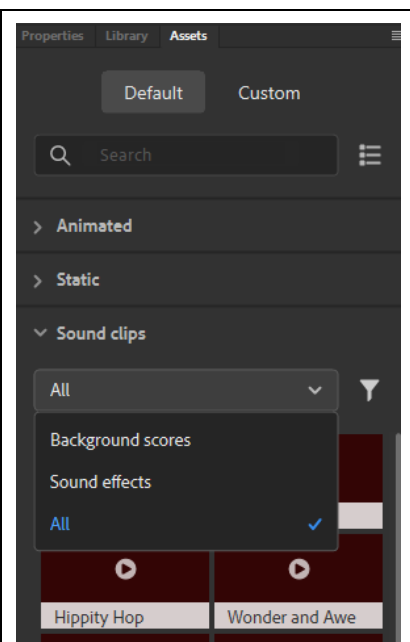 Properties Library Assets
Default Custom
Search
Animated
Static
Sound clips
All
Background scores
Sound effects
All
Hippity Hop Wonder and Awe